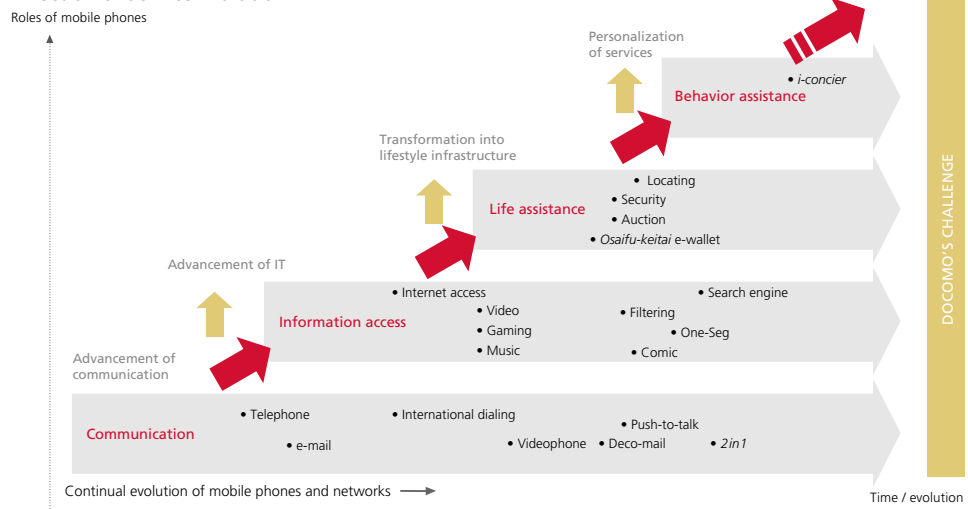 Roles of mobile phones
Personalization
of services
• i-concier
Behavior assistance
Transformation into
lifestyle infrastructure
• Locating
• Security
Life assistance
• Auction
• Osaifu-keitai e-wallet
Advancement of IT
• Internet access
• Search engine
• Video
• Filtering
Information access
• Gaming
• One-Seg
• Music
• Comic
Advancement of
communication
• Telephone
• International dialing
• Push-to-talk
Communication
• e-mail
• Videophone
• Deco-mail
• 2in1
Continual evolution of mobile phones and networks
Time / evolution
DOCOMO'S CHALLENGE